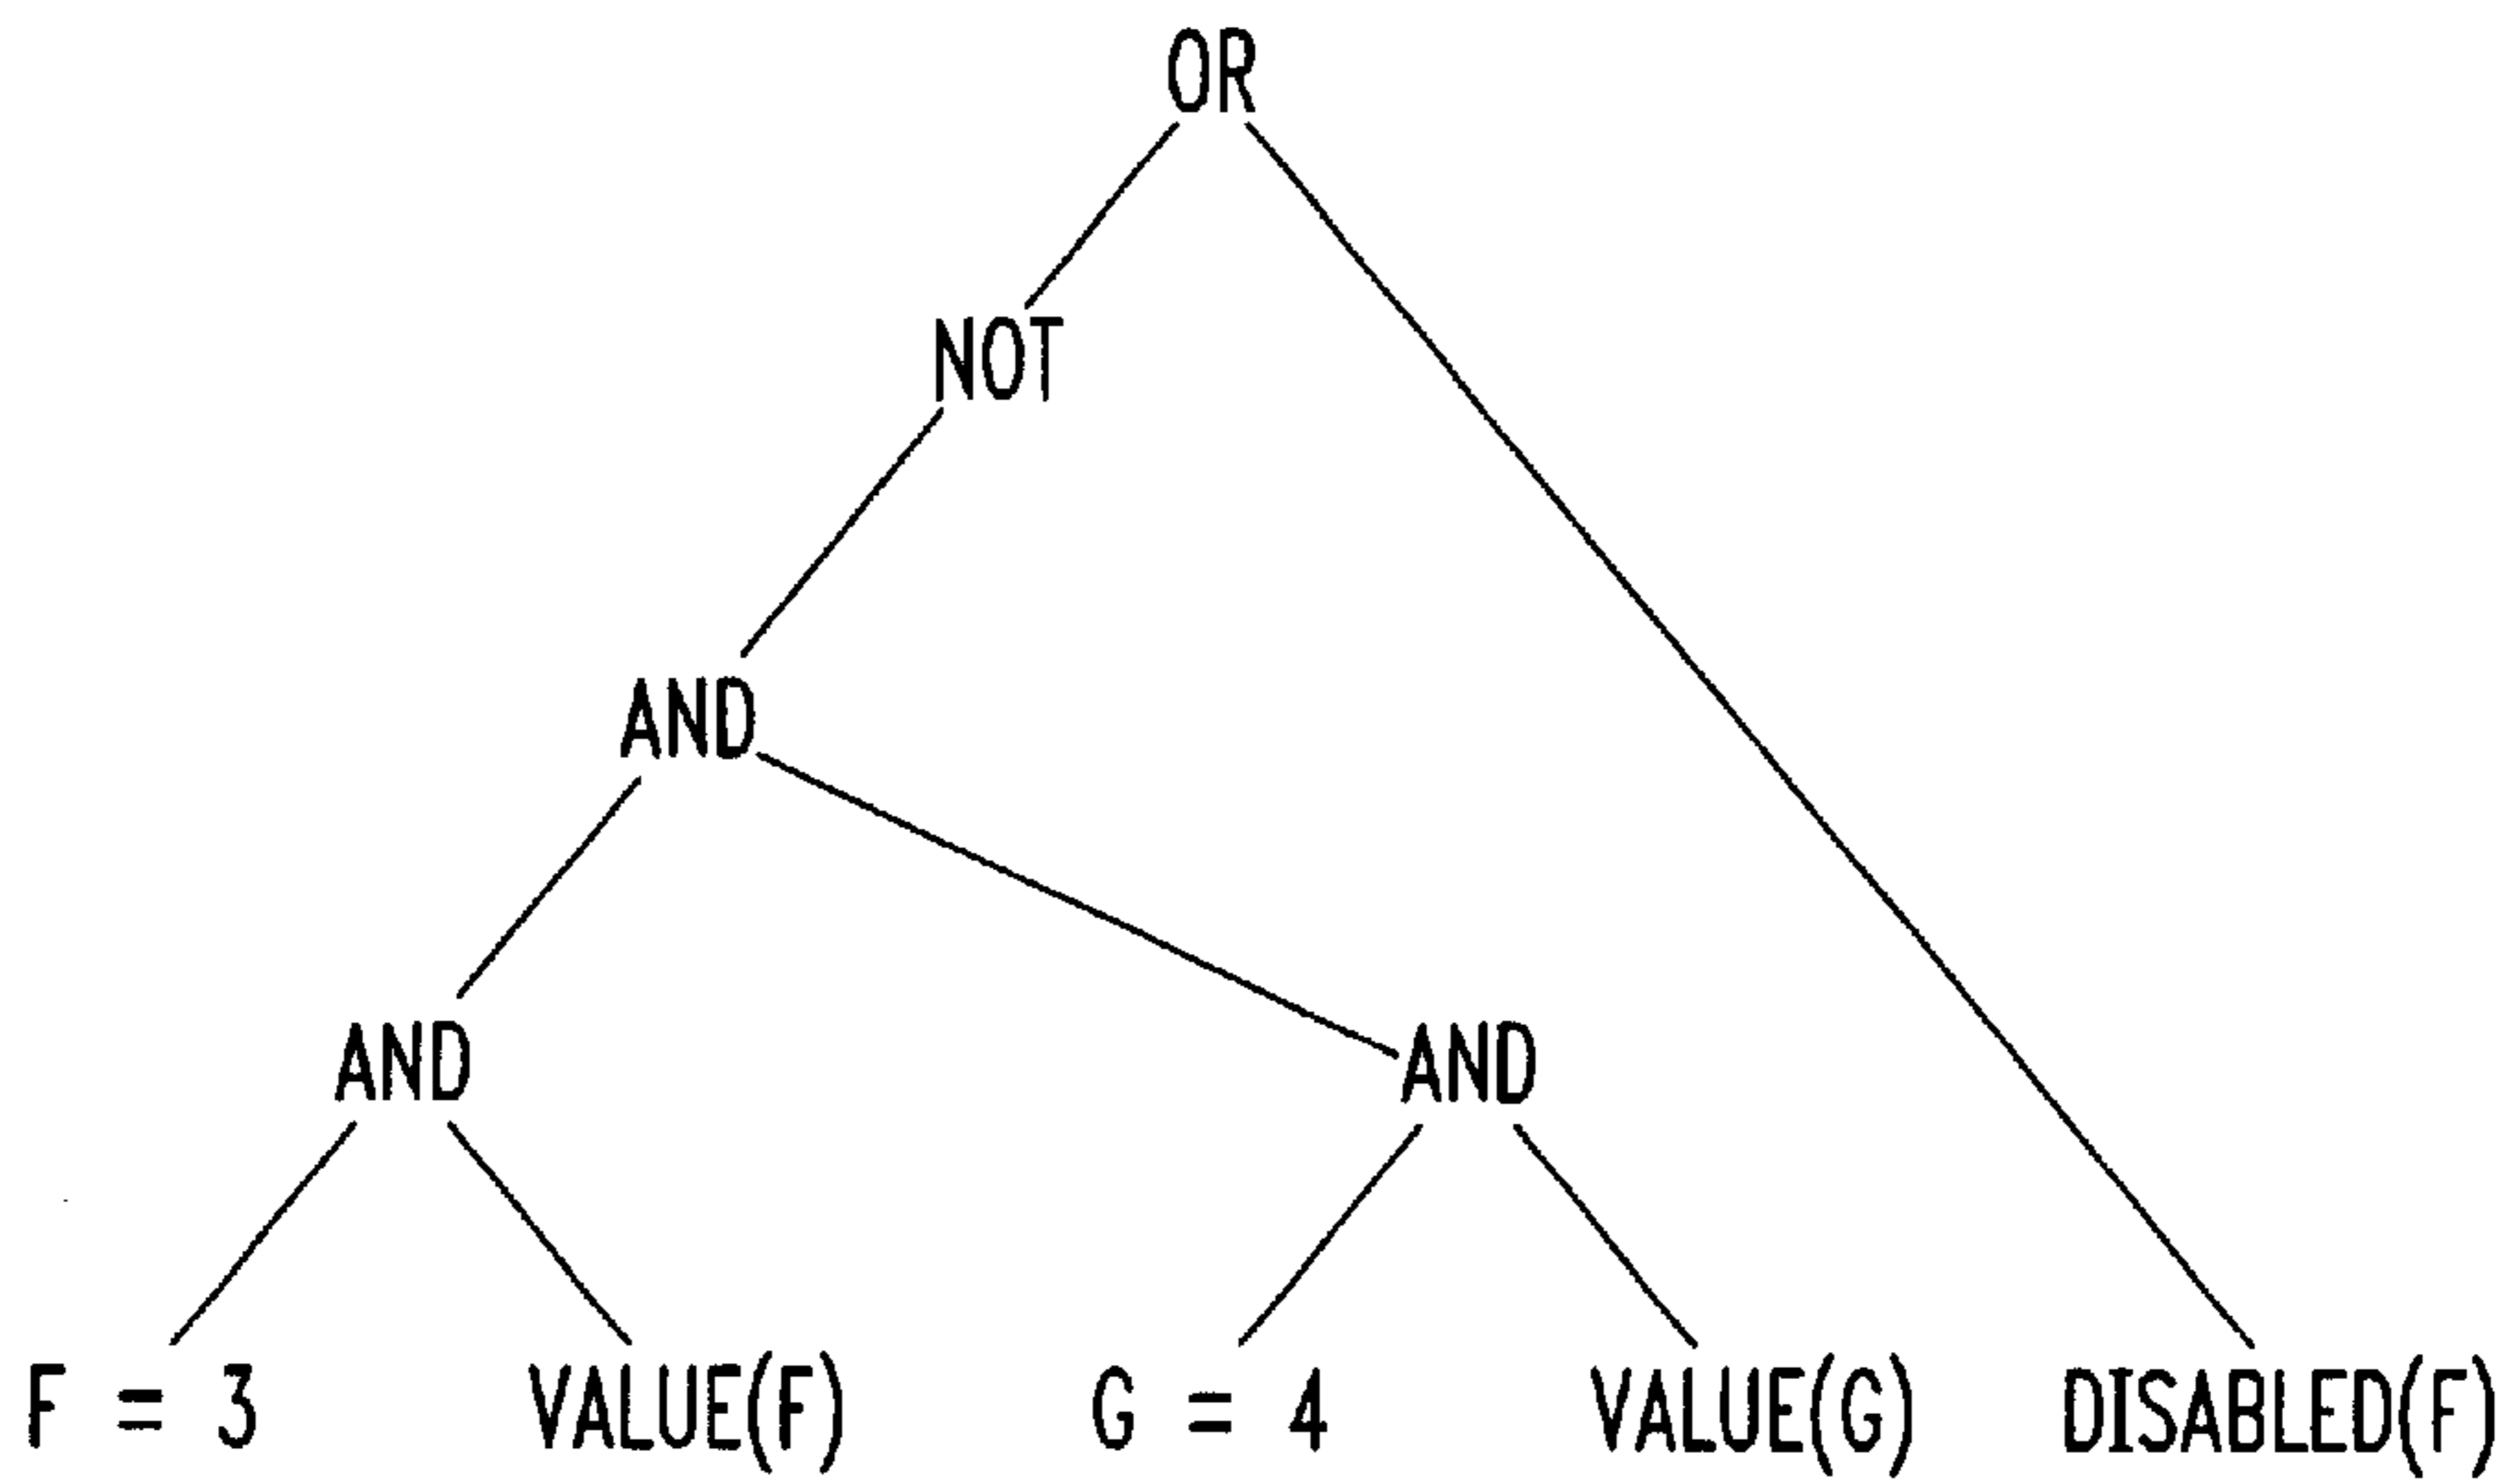 OR
NOT
AND
AND AND
F = 3 VALUE(F) G = 4 VALUE(G) DISABLED(F)